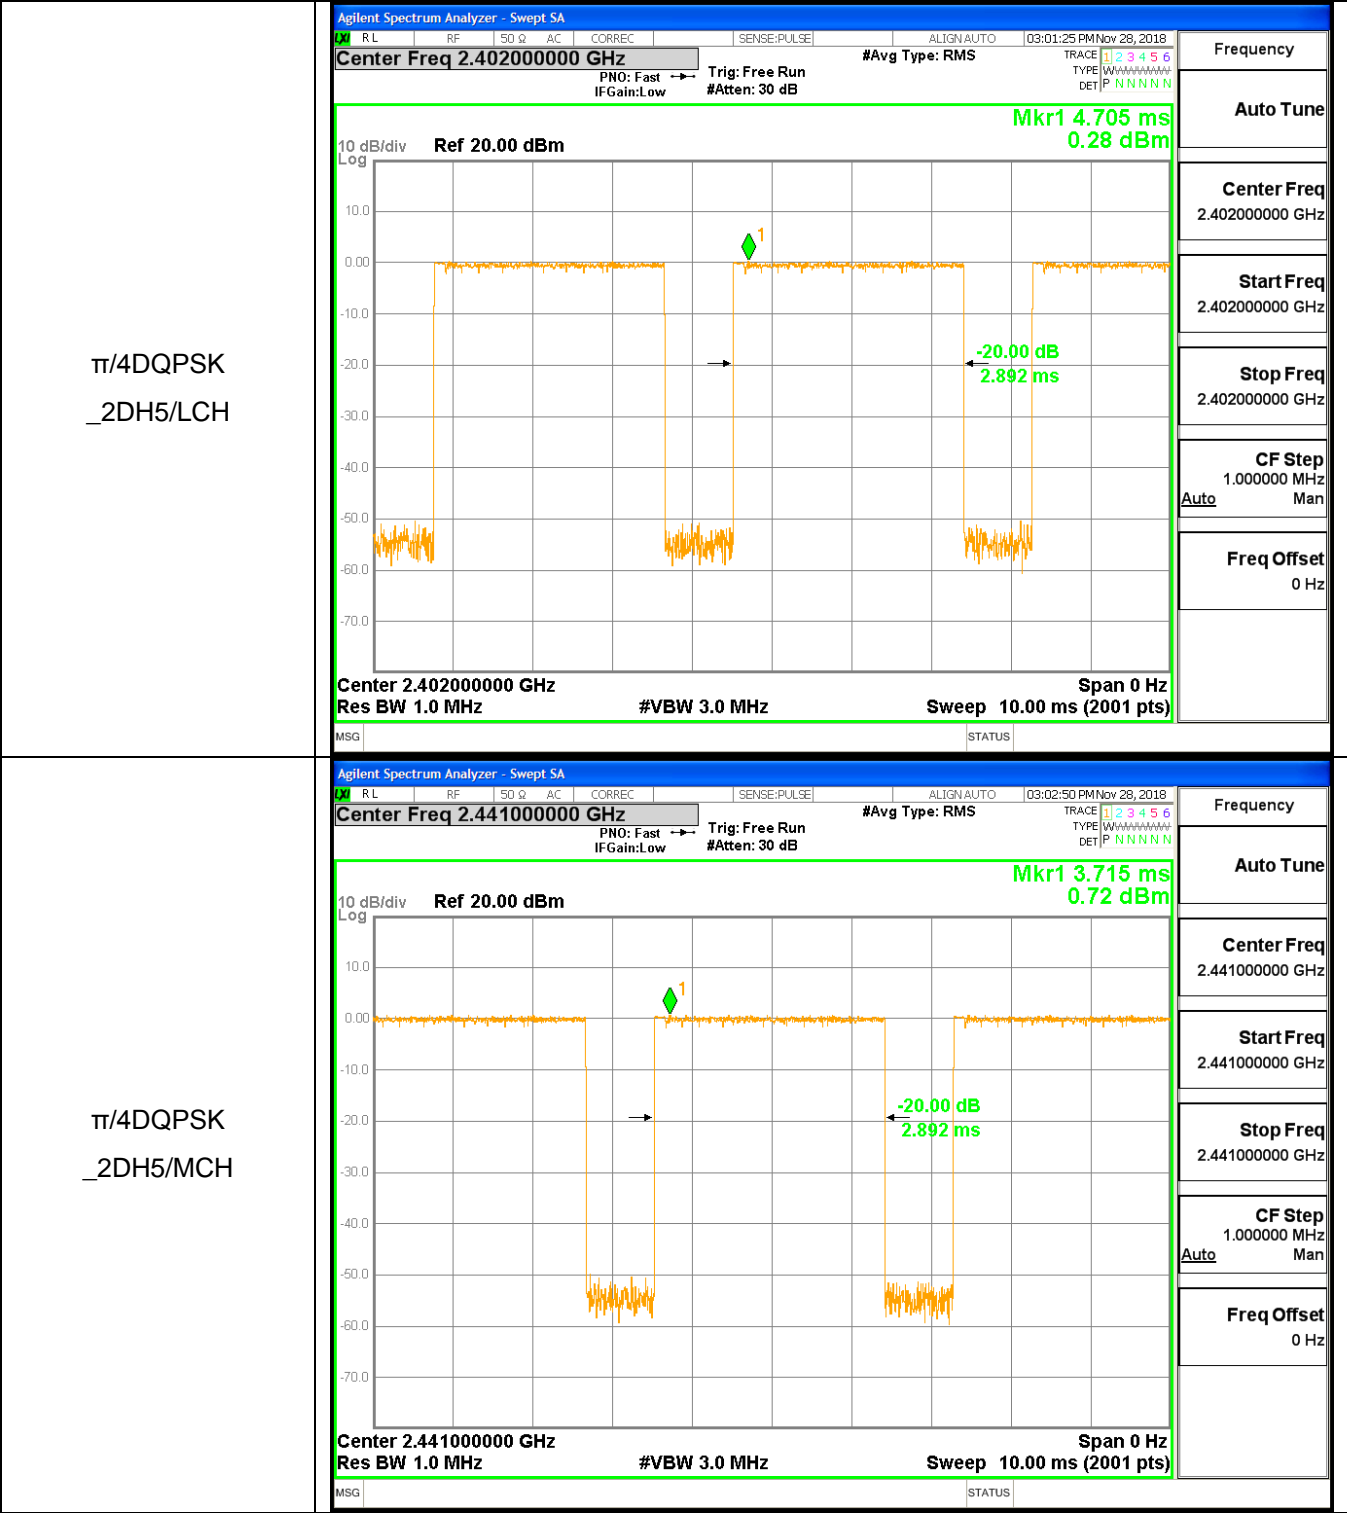 π/4DQPSK
_2DH5/LCH
Agilent Spectrum Analyzer - Swept SA
LXI RL RF 50 Ω AC CORREC SENSE:PULSE ALIGN AUTO 03:01:25 PM Nov 28, 2018
Center Freq 2.402000000 GHz
PNO: Fast
IFGain:Low
Trig: Free Run
#Atten: 30 dB
#Avg Type: RMS
TRACE 1 2 3 4 5 6
TYPE
DET P N N N N N
Mkr1 4.705 ms
0.28 dBm
10 dB/div
Log
Ref 20.00 dBm
10.0
0.00
-10.0
-20.0
-30.0
-40.0
-50.0
-60.0
-70.0
1
-20.00 dB
2.892 ms
Center 2.402000000 GHz
Span 0 Hz
Res BW 1.0 MHz
#VBW 3.0 MHz
Sweep 10.00 ms (2001 pts)
MSG
STATUS
Frequency
Auto Tune
Center Freq
2.402000000 GHz
Start Freq
2.402000000 GHz
Stop Freq
2.402000000 GHz
CF Step
1.000000 MHz
Auto Man
Freq Offset
0 Hz
π/4DQPSK
_2DH5/MCH
Agilent Spectrum Analyzer - Swept SA
LXI RL RF 50 Ω AC CORREC SENSE:PULSE ALIGN AUTO 03:02:50 PM Nov 28, 2018
Center Freq 2.441000000 GHz
PNO: Fast
IFGain:Low
Trig: Free Run
#Atten: 30 dB
#Avg Type: RMS
TRACE 1 2 3 4 5 6
TYPE
DET P N N N N N
Mkr1 3.715 ms
0.72 dBm
10 dB/div
Log
Ref 20.00 dBm
10.0
0.00
-10.0
-20.0
-30.0
-40.0
-50.0
-60.0
-70.0
1
-20.00 dB
2.892 ms
Center 2.441000000 GHz
Span 0 Hz
Res BW 1.0 MHz
#VBW 3.0 MHz
Sweep 10.00 ms (2001 pts)
MSG
STATUS
Frequency
Auto Tune
Center Freq
2.441000000 GHz
Start Freq
2.441000000 GHz
Stop Freq
2.441000000 GHz
CF Step
1.000000 MHz
Auto Man
Freq Offset
0 Hz